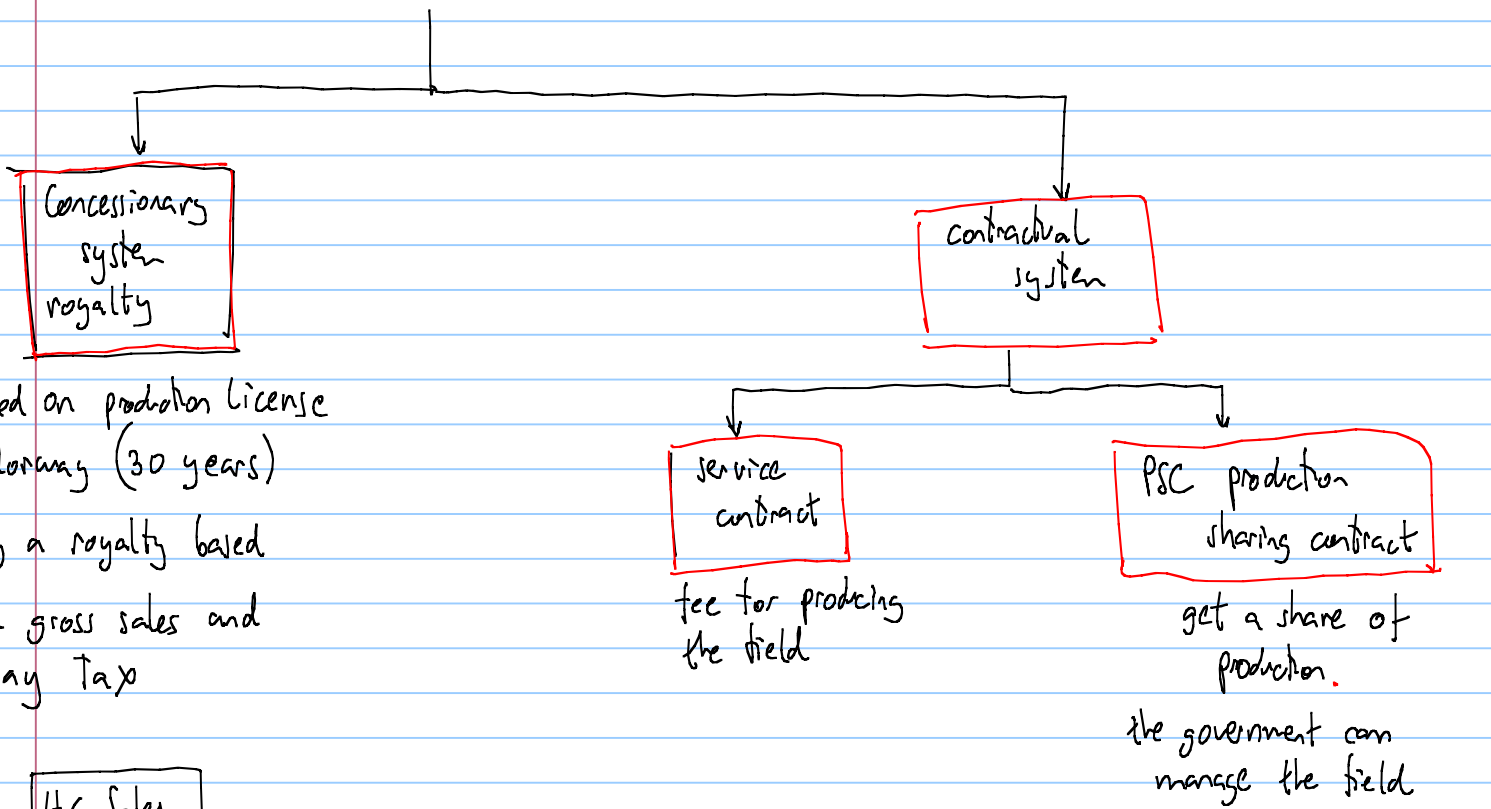 Concessionary
system
royalty
contractual
system
ed on production license
orway (30 years)
a royalty based
gross sales and
ay Tax
service
contract
fee for producing
the field
PSC production
sharing contract
get a share of
production.
the government can
manage the field